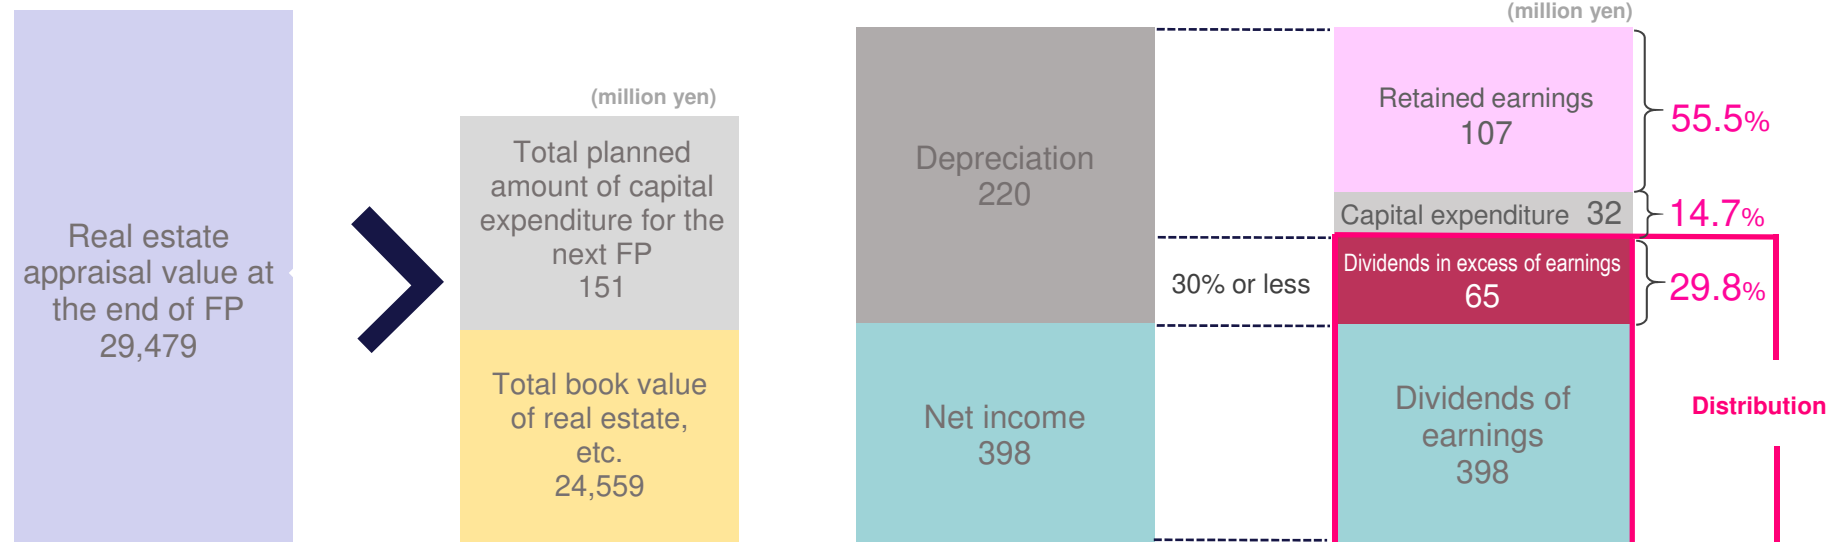 Real estate
appraisal value at
the end of FP
29,479
(million yen)
Total planned
amount of capital
expenditure for the
next FP
151
Total book value
of real estate,
etc.
24,559
(million yen)
Depreciation
220
Net income
398
30% or less
Retained earnings
107
55.5%
Capital expenditure 32
14.7%
Dividends in excess of earnings
65
29.8%
Dividends of
earnings
398
Distribution